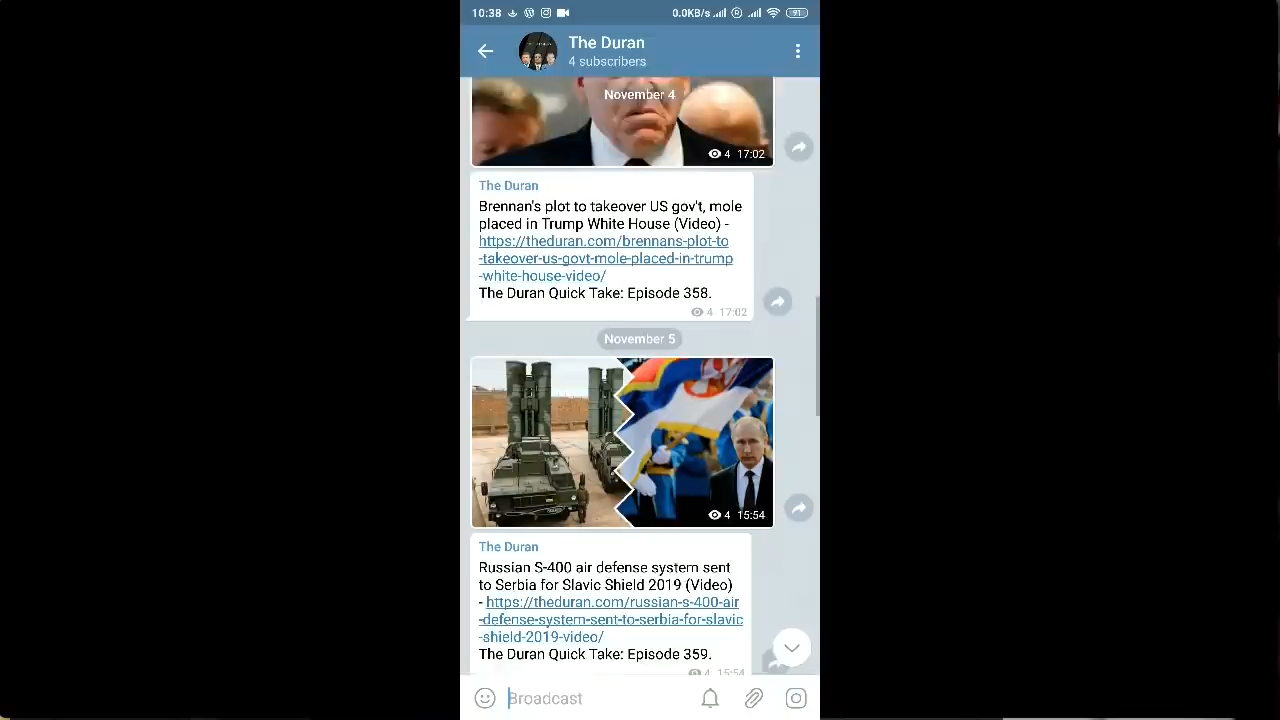 10:38
0.0KB/s
91
The Duran
4 subscribers
November 4
4 17:02
The Duran
Brennan's plot to takeover US gov't, mole
placed in Trump White House (Video) -
https://theduran.com/brennans-plot-to
-takeover-us-govt-mole-placed-in-trump
-white-house-video/
The Duran Quick Take: Episode 358.
4 17:02
November 5
4 15:54
The Duran
Russian S-400 air defense system sent
to Serbia for Slavic Shield 2019 (Video)
- https://theduran.com/russian-s-400-air
-defense-system-sent-to-serbia-for-slavic
-shield-2019-video/
The Duran Quick Take: Episode 359.
4 15:54
Broadcast